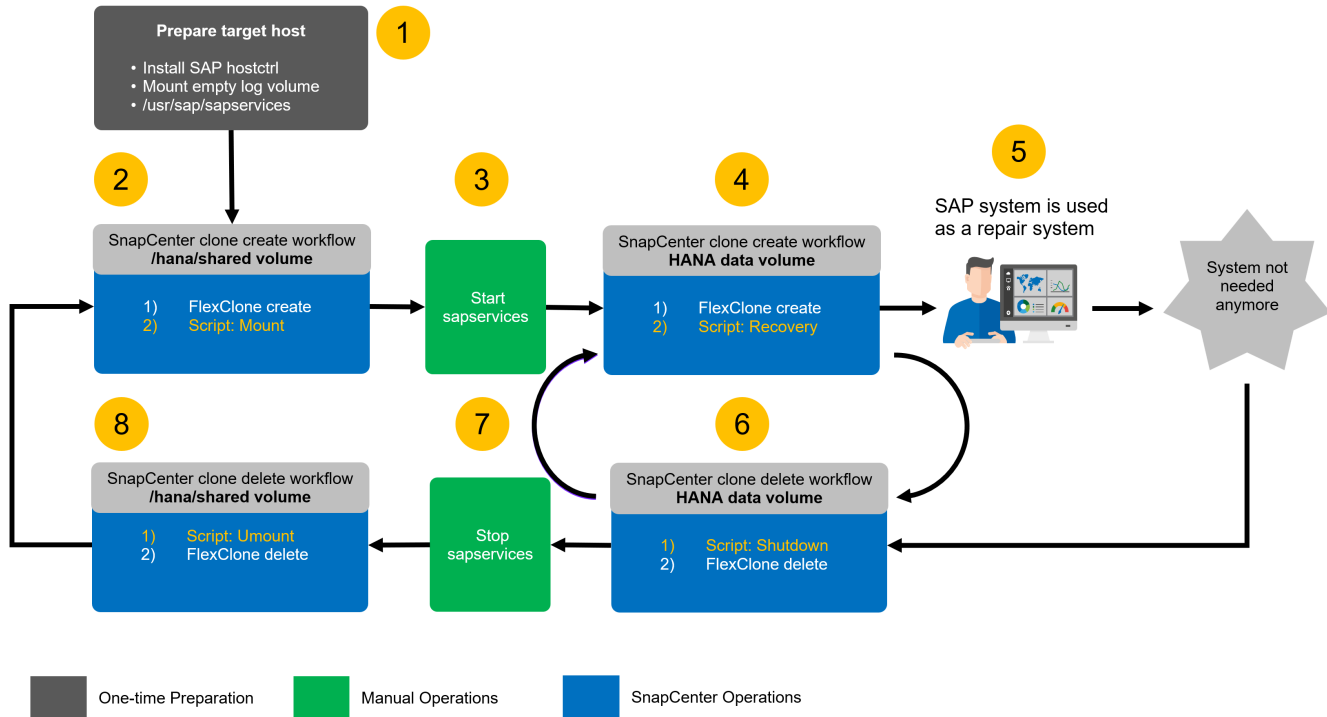 Prepare target host
1
• Install SAP hostctrl
• Mount empty log volume
• /usr/sap/sapservices
2
3
4
5
SnapCenter clone create workflow
/hana/shared volume
1) FlexClone create
2) Script: Mount
Start
sapservices
SnapCenter clone create workflow
HANA data volume
1) FlexClone create
2) Script: Recovery
SAP system is used
as a repair system
System not
needed
anymore
8
7
6
SnapCenter clone delete workflow
/hana/shared volume
1) Script: Umount
2) FlexClone delete
Stop
sapservices
SnapCenter clone delete workflow
HANA data volume
1) Script: Shutdown
2) FlexClone delete
One-time Preparation
Manual Operations
SnapCenter Operations